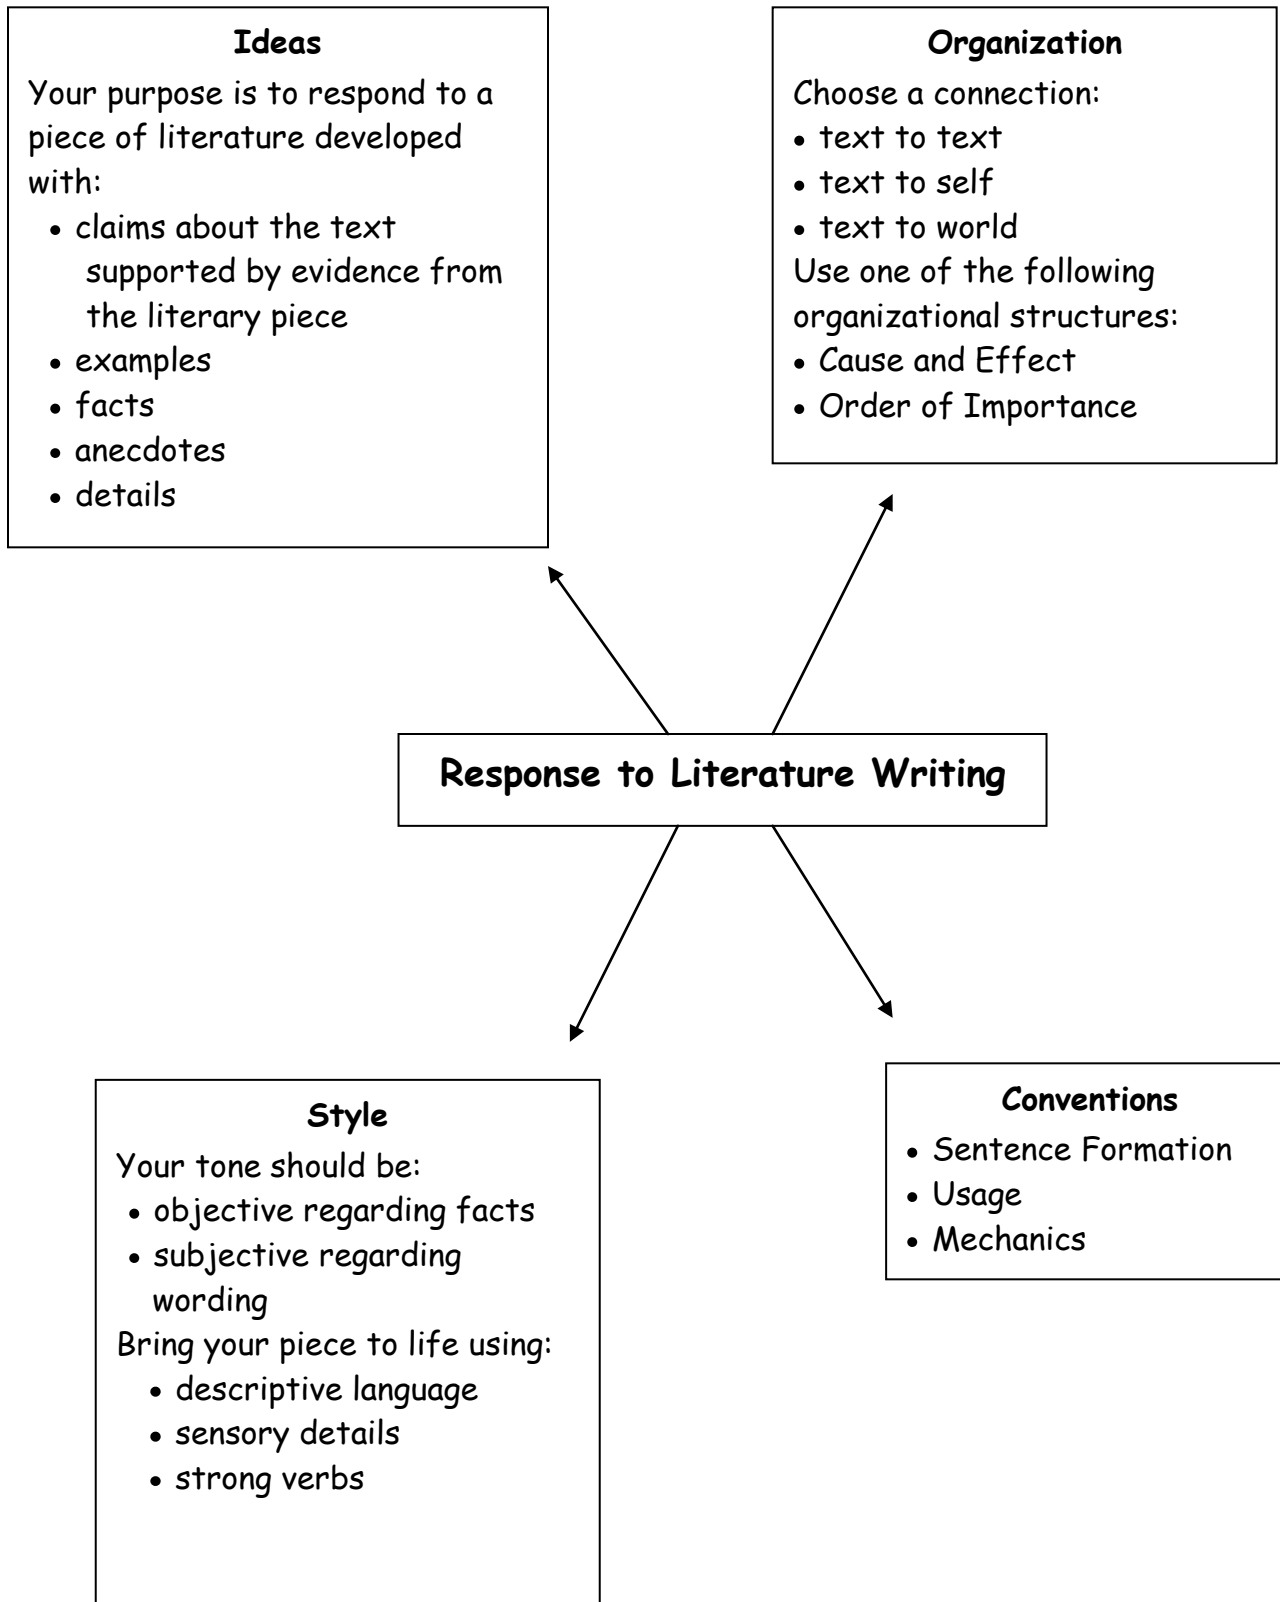 Ideas
Your purpose is to respond to a
piece of literature developed
with:
• claims about the text
supported by evidence from
the literary piece
• examples
• facts
• anecdotes
• details
Organization
Choose a connection:
• text to text
• text to self
• text to world
Use one of the following
organizational structures:
• Cause and Effect
• Order of Importance
Response to Literature Writing
Style
Your tone should be:
• objective regarding facts
• subjective regarding
wording
Bring your piece to life using:
• descriptive language
• sensory details
• strong verbs
Conventions
• Sentence Formation
• Usage
• Mechanics